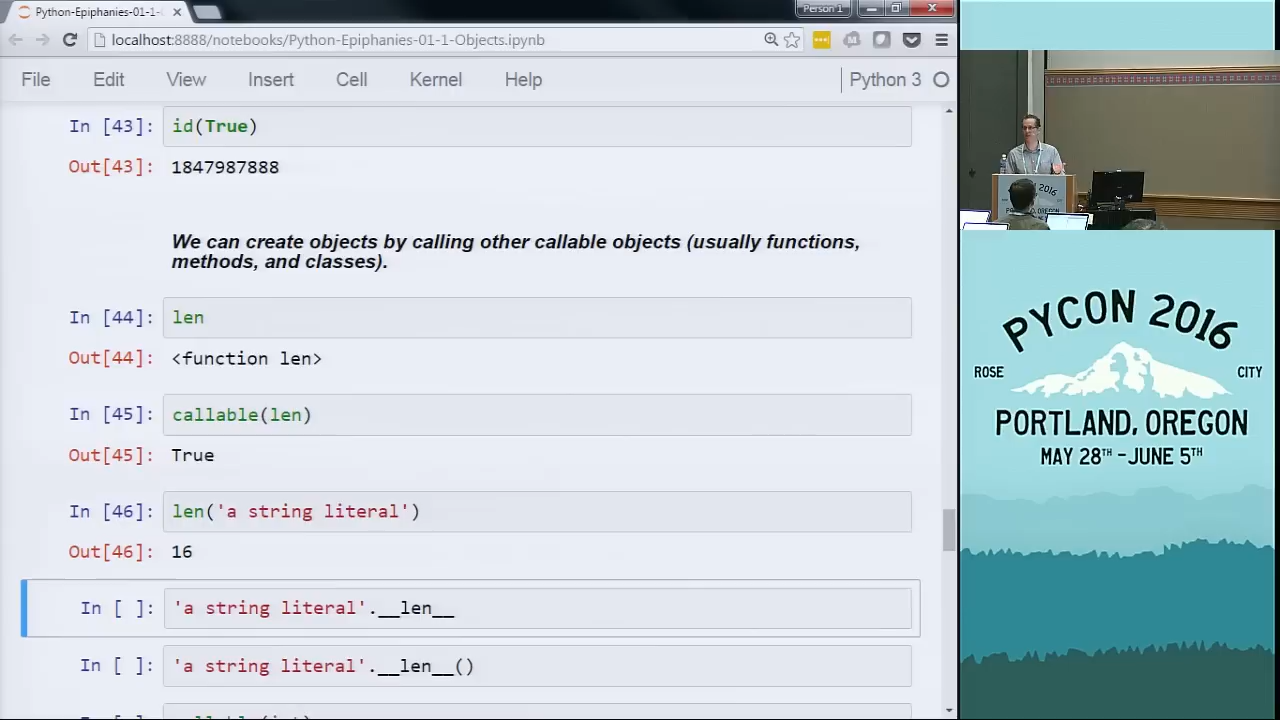 Python-Epiphanies-01-1-
Person 1
localhost:8888/notebooks/Python-Epiphanies-01-1-Objects.ipynb
File Edit View Insert Cell Kernel Help Python 3
In [43]: id(True)
Out[43]: 1847987888
We can create objects by calling other callable objects (usually functions,
methods, and classes).
In [44]: len
Out[44]: <function len>
In [45]: callable(len)
Out[45]: True
In [46]: len('a string literal')
Out[46]: 16
In [ ]: 'a string literal'.__len__
In [ ]: 'a string literal'.__len__()
2016
PYCON 2016
ROSE CITY
PORTLAND, OREGON
MAY 28TH - JUNE 5TH